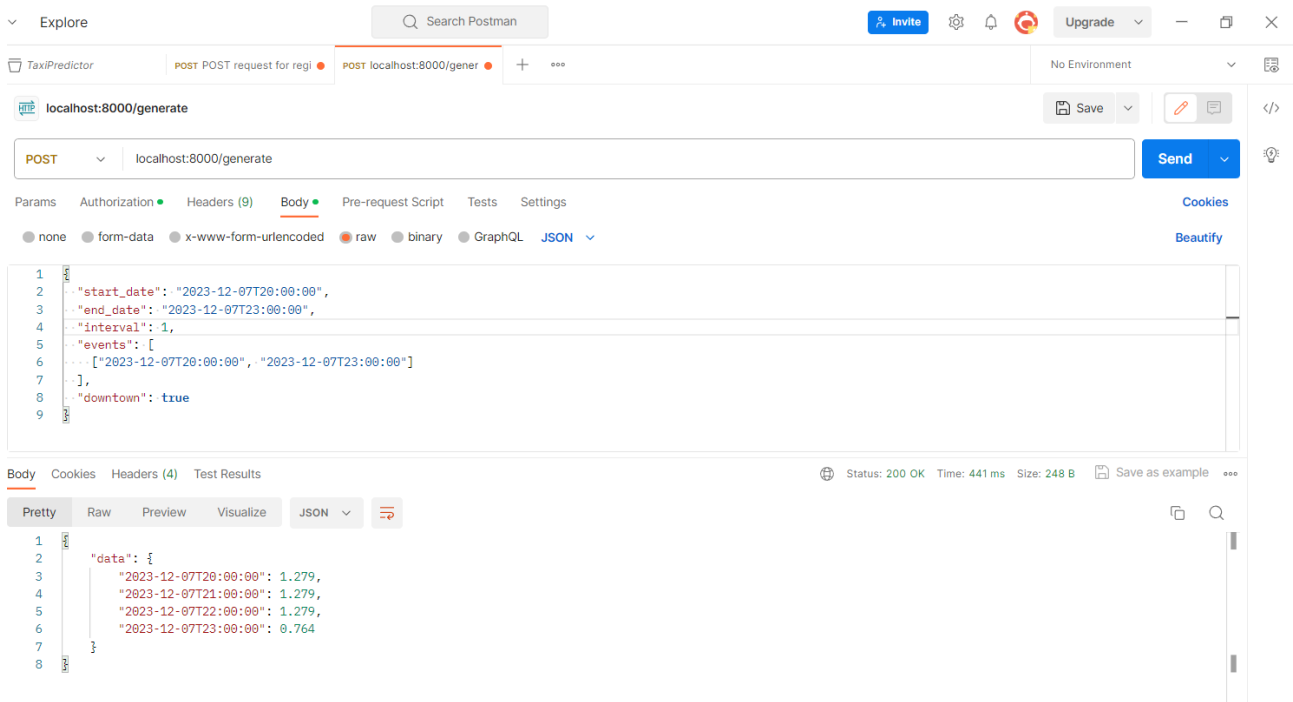 Explore
Search Postman
Invite
Upgrade
TaxiPredictor
POST POST request for regi
POST localhost:8000/gener
No Environment
HTTP localhost:8000/generate
Save
POST localhost:8000/generate
Send
Params Authorization Headers (9) Body Pre-request Script Tests Settings
Cookies
none form-data x-www-form-urlencoded raw binary GraphQL JSON
Beautify
1 {
2 "start_date": "2023-12-07T20:00:00",
3 "end_date": "2023-12-07T23:00:00",
4 "interval": 1,
5 "events": [
6 ["2023-12-07T20:00:00", "2023-12-07T23:00:00"]
7 ],
8 "downtown": true
9 }
Body Cookies Headers (4) Test Results
Status: 200 OK Time: 441 ms Size: 248 B Save as example
Pretty Raw Preview Visualize JSON
1 {
2 "data": {
3 "2023-12-07T20:00:00": 1.279,
4 "2023-12-07T21:00:00": 1.279,
5 "2023-12-07T22:00:00": 1.279,
6 "2023-12-07T23:00:00": 0.764
7 }
8 }